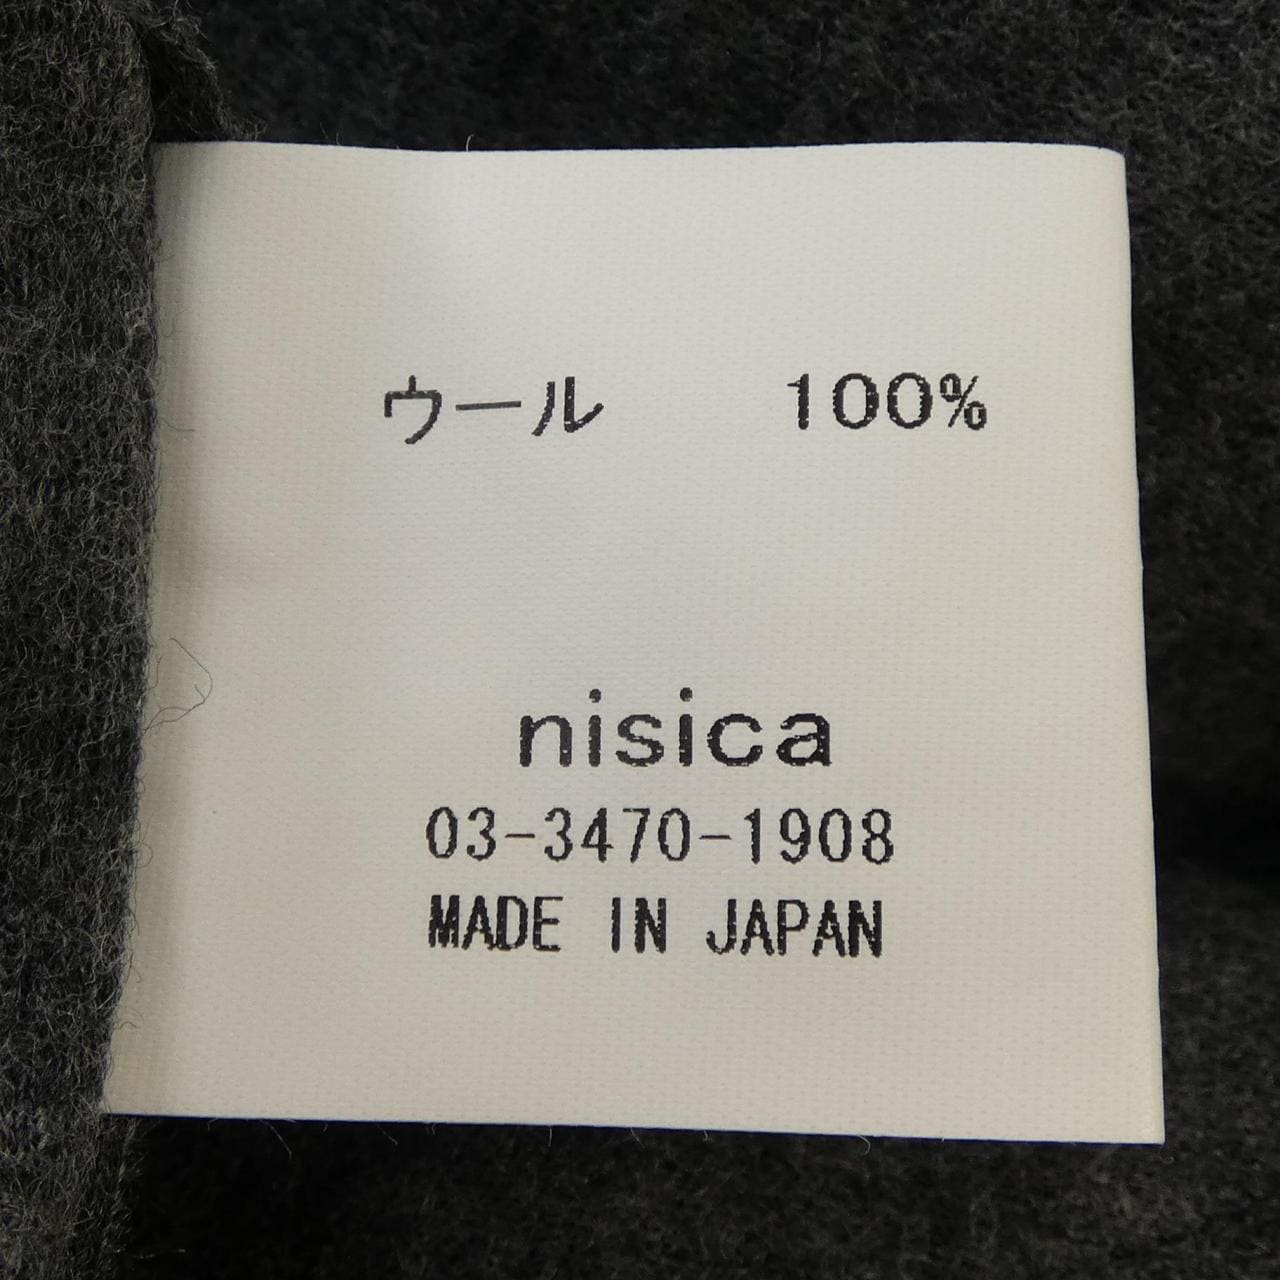 ウール 100%
nisica
03-3470-1908
MADE IN JAPAN